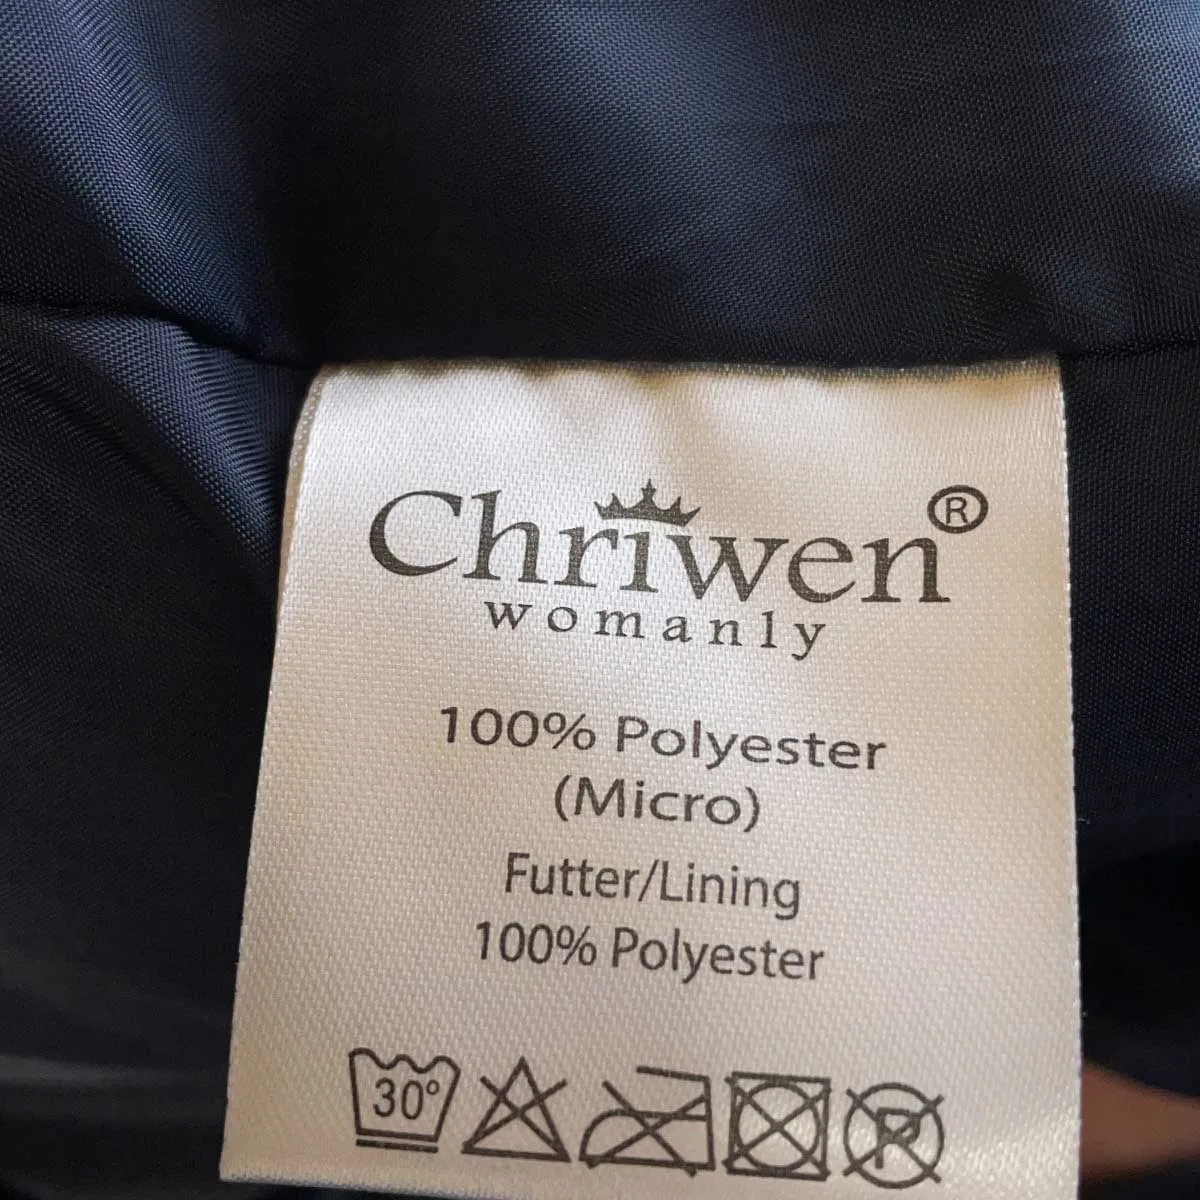 Chriwen®
womanly
100% Polyester
(Micro)
Futter/Lining
100% Polyester
30° P